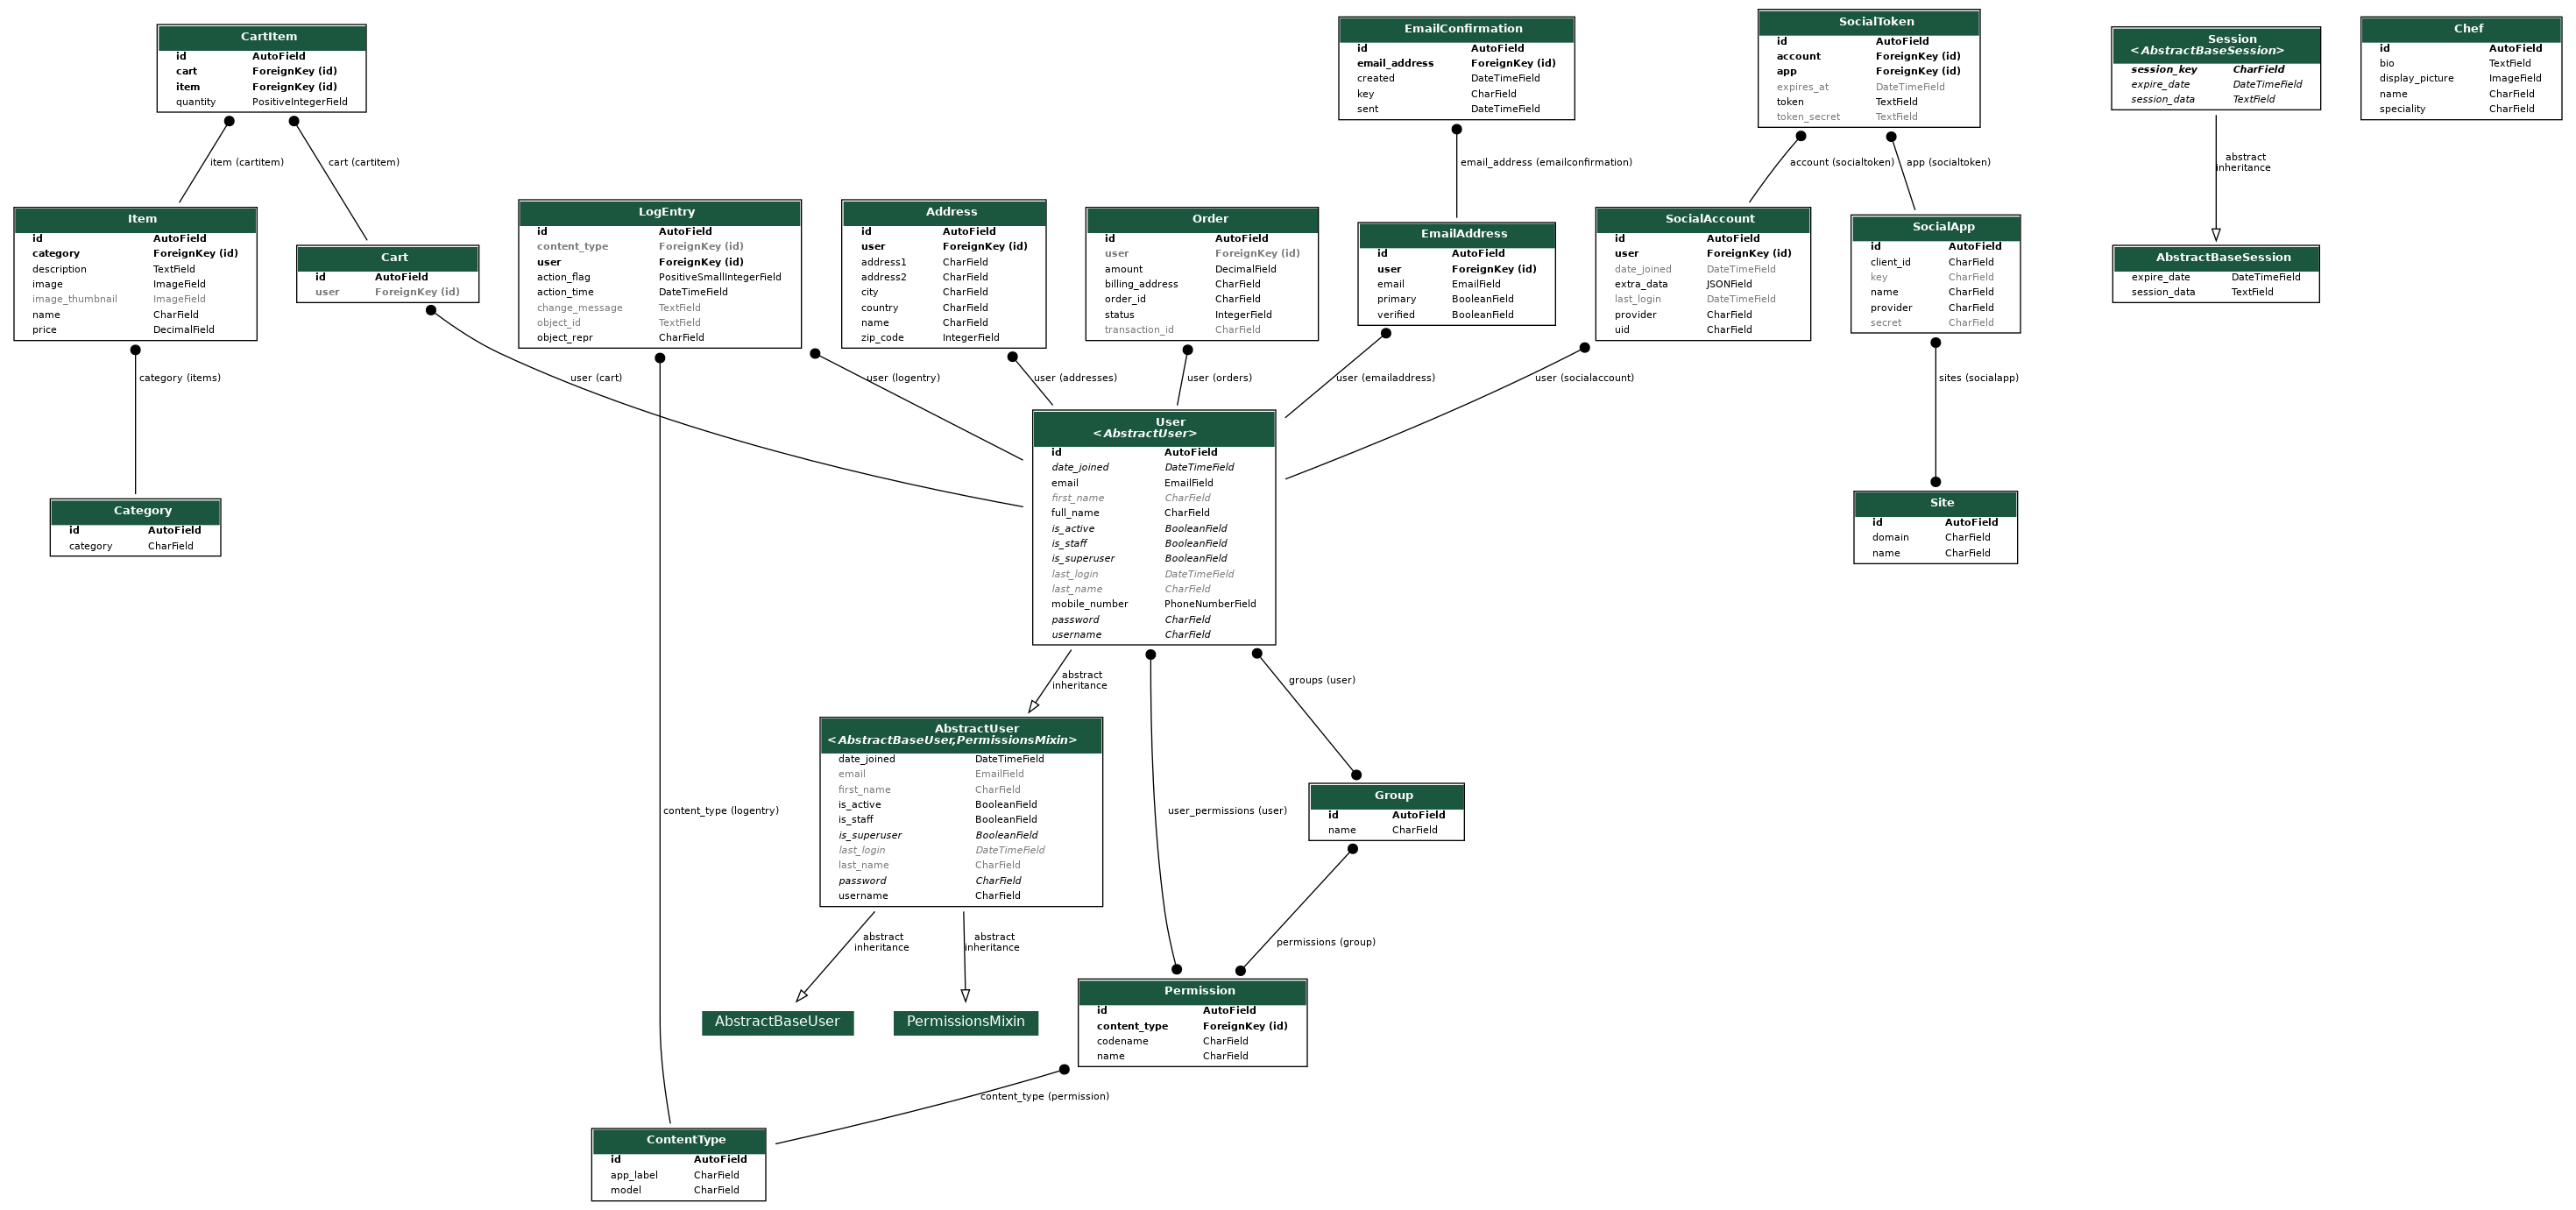 CartItem
id AutoField
cart ForeignKey (id)
item ForeignKey (id)
quantity PositiveIntegerField
EmailConfirmation
id AutoField
email_address ForeignKey (id)
created DateTimeField
key CharField
sent DateTimeField
SocialToken
id AutoField
account ForeignKey (id)
app ForeignKey (id)
expires_at DateTimeField
token TextField
token_secret TextField
Session
<AbstractBaseSession>
session_key CharField
expire_date DateTimeField
session_data TextField
Chef
id AutoField
bio TextField
display_picture ImageField
name CharField
speciality CharField
item (cartitem)
cart (cartitem)
email_address (emailconfirmation)
account (socialtoken)
app (socialtoken)
abstract
inheritance
Item
id AutoField
category ForeignKey (id)
description TextField
image ImageField
image_thumbnail ImageField
name CharField
price DecimalField
Cart
id AutoField
user ForeignKey (id)
LogEntry
id AutoField
content_type ForeignKey (id)
user ForeignKey (id)
action_flag PositiveSmallIntegerField
action_time DateTimeField
change_message TextField
object_id TextField
object_repr CharField
Address
id AutoField
user ForeignKey (id)
address1 CharField
address2 CharField
city CharField
country CharField
name CharField
zip_code IntegerField
Order
id AutoField
user ForeignKey (id)
amount DecimalField
billing_address CharField
order_id CharField
status IntegerField
transaction_id CharField
EmailAddress
id AutoField
user ForeignKey (id)
email EmailField
primary BooleanField
verified BooleanField
SocialAccount
id AutoField
user ForeignKey (id)
date_joined DateTimeField
extra_data JSONField
last_login DateTimeField
provider CharField
uid CharField
SocialApp
id AutoField
client_id CharField
key CharField
name CharField
provider CharField
secret CharField
AbstractBaseSession
expire_date DateTimeField
session_data TextField
category (items)
user (cart)
user (logentry)
user (addresses)
user (orders)
user (emailaddress)
user (socialaccount)
sites (socialapp)
Category
id AutoField
category CharField
User
<AbstractUser>
id AutoField
date_joined DateTimeField
email EmailField
first_name CharField
full_name CharField
is_active BooleanField
is_staff BooleanField
is_superuser BooleanField
last_login DateTimeField
last_name CharField
mobile_number PhoneNumberField
password CharField
username CharField
Site
id AutoField
domain CharField
name CharField
abstract
inheritance
groups (user)
AbstractUser
<AbstractBaseUser,PermissionsMixin>
date_joined DateTimeField
email EmailField
first_name CharField
is_active BooleanField
is_staff BooleanField
is_superuser BooleanField
last_login DateTimeField
last_name CharField
password CharField
username CharField
content_type (logentry)
user_permissions (user)
Group
id AutoField
name CharField
abstract
inheritance
abstract
inheritance
permissions (group)
AbstractBaseUser
PermissionsMixin
Permission
id AutoField
content_type ForeignKey (id)
codename CharField
name CharField
content_type (permission)
ContentType
id AutoField
app_label CharField
model CharField